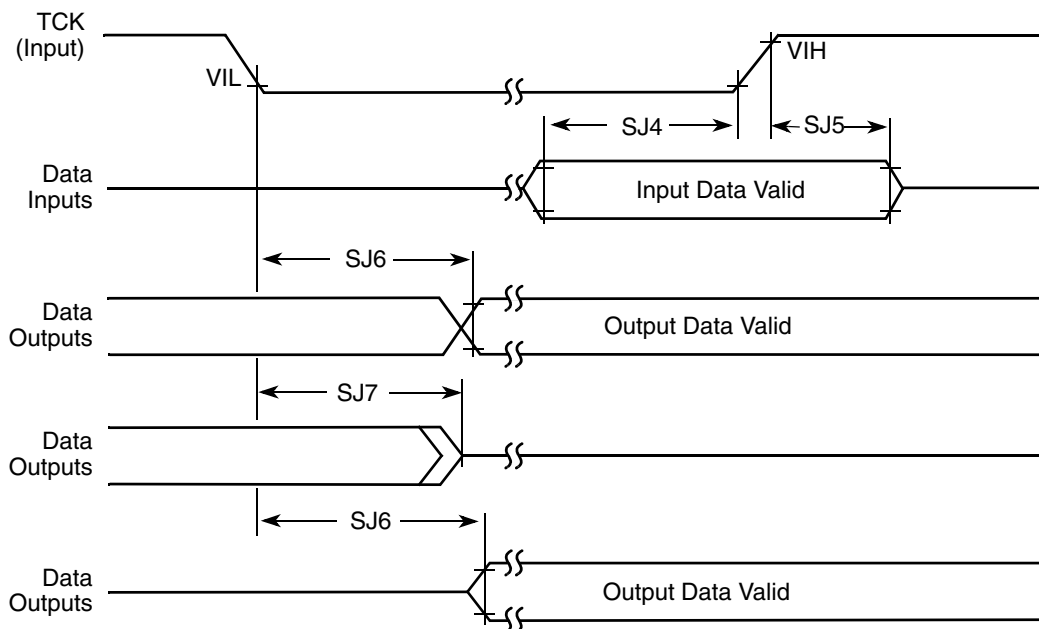 TCK
(Input)
VIL
VIH
SJ4
SJ5
Data
Inputs
Input Data Valid
SJ6
Data
Outputs
Output Data Valid
SJ7
Data
Outputs
SJ6
Data
Outputs
Output Data Valid